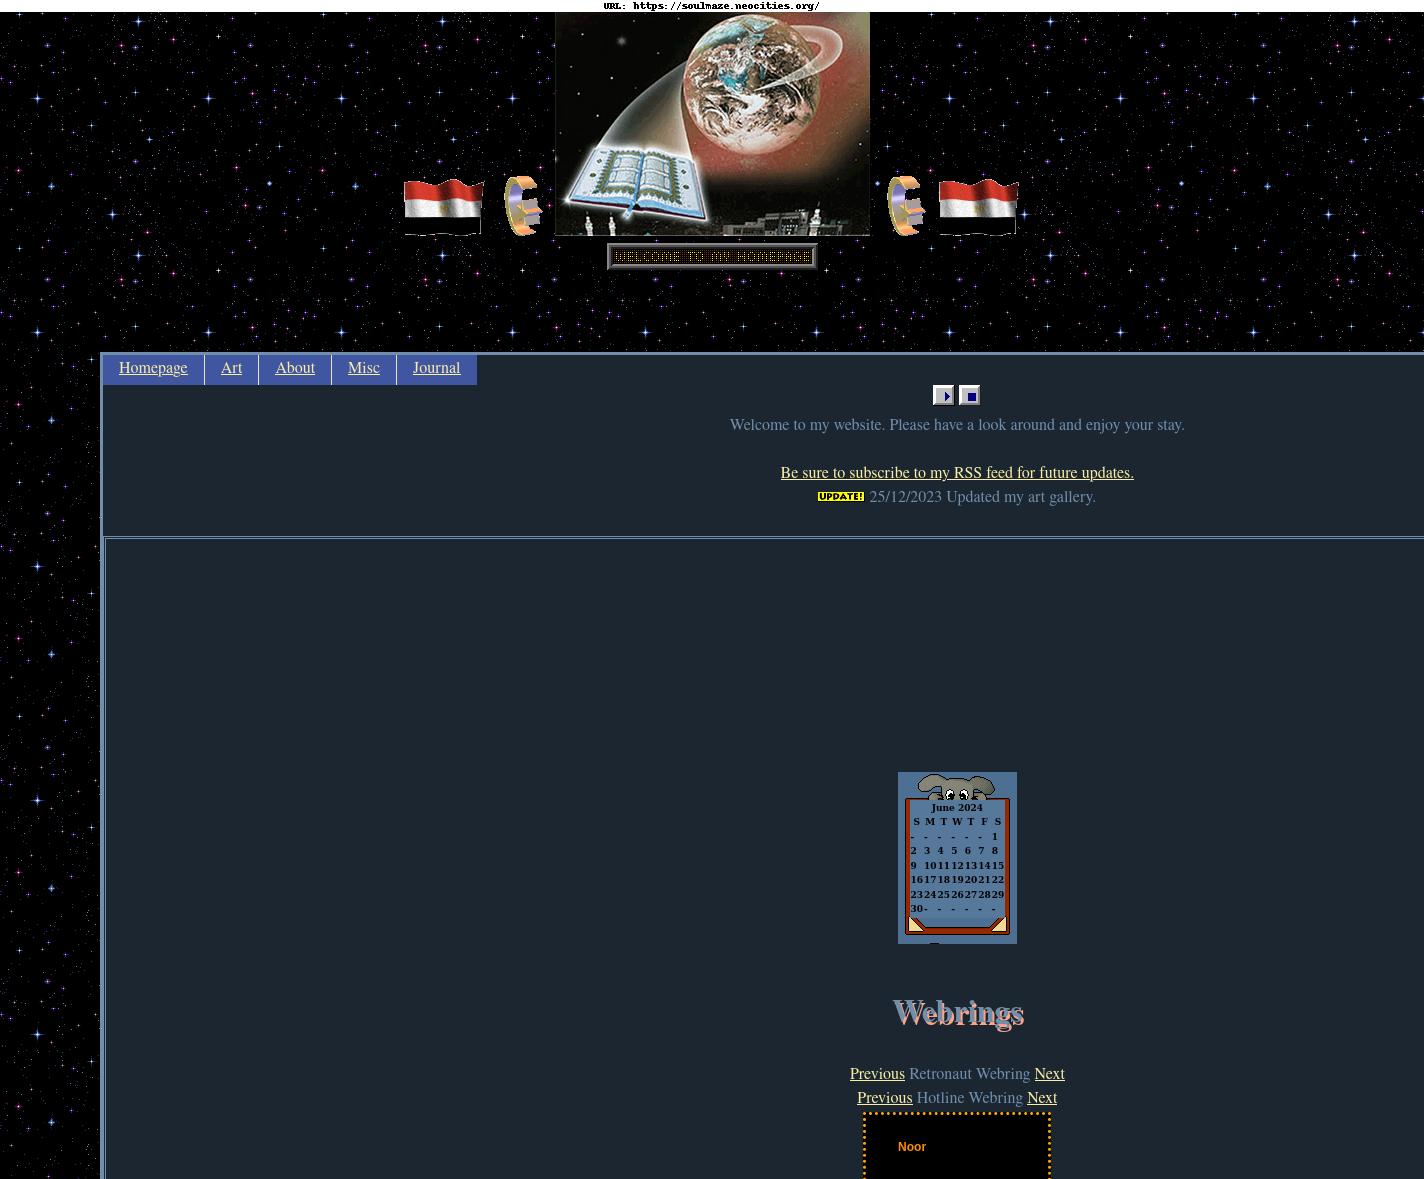 URL: https://soulmaze.neocities.org/
WELCOME TO MY HOMEPAGE
Homepage Art About Misc Journal
Welcome to my website. Please have a look around and enjoy your stay.
Be sure to subscribe to my RSS feed for future updates.
UPDATE! 25/12/2023 Updated my art gallery.
June 2024
S M T W T F S
- - - - - - 1
2 3 4 5 6 7 8
9 10 11 12 13 14 15
16 17 18 19 20 21 22
23 24 25 26 27 28 29
30 - - - - - -
Webrings
Previous Retronaut Webring Next
Previous Hotline Webring Next
Noor